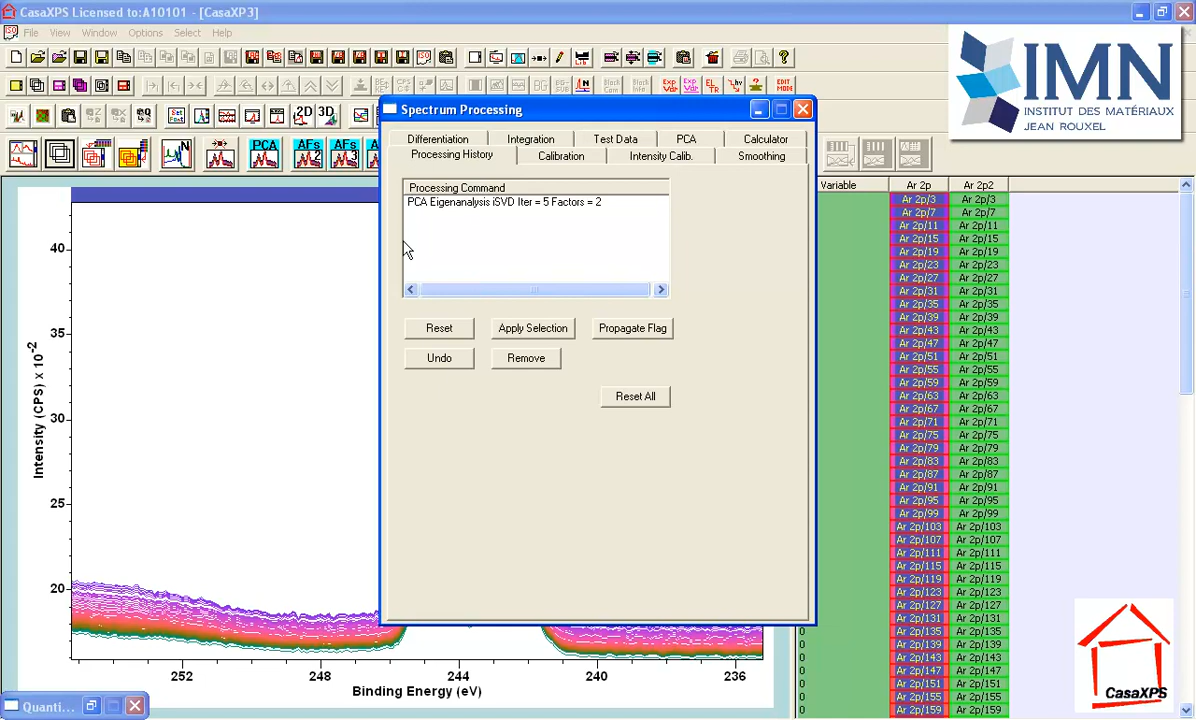 CasaXPS Licensed to:A10101 - [CasaXP3]
File View Window Options Select Help
IMN
INSTITUT DES MATÉRIAUX
JEAN ROUXEL
Spectrum Processing
Differentiation Integration Test Data PCA Calculator
Processing History Calibration Intensity Calib. Smoothing
Processing Command
PCA Eigenanalysis iSVD Iter = 5 Factors = 2
Reset Apply Selection Propagate Flag
Undo Remove
Reset All
2D 3D
PCA AFs 2 AFs 3 AFs
Intensity (CPS) x 10-2
40
35
30
25
20
252 248 244 240 236
Binding Energy (eV)
Variable Ar 2p Ar 2p2
Ar 2p/3 Ar 2p/3
Ar 2p/7 Ar 2p/7
Ar 2p/11 Ar 2p/11
Ar 2p/15 Ar 2p/15
Ar 2p/19 Ar 2p/19
Ar 2p/23 Ar 2p/23
Ar 2p/27 Ar 2p/27
Ar 2p/31 Ar 2p/31
Ar 2p/35 Ar 2p/35
Ar 2p/39 Ar 2p/39
Ar 2p/43 Ar 2p/43
Ar 2p/47 Ar 2p/47
Ar 2p/51 Ar 2p/51
Ar 2p/55 Ar 2p/55
Ar 2p/59 Ar 2p/59
Ar 2p/63 Ar 2p/63
Ar 2p/67 Ar 2p/67
Ar 2p/71 Ar 2p/71
Ar 2p/75 Ar 2p/75
Ar 2p/79 Ar 2p/79
Ar 2p/83 Ar 2p/83
Ar 2p/87 Ar 2p/87
Ar 2p/91 Ar 2p/91
Ar 2p/95 Ar 2p/95
Ar 2p/99 Ar 2p/99
Ar 2p/103 Ar 2p/103
Ar 2p/107 Ar 2p/107
Ar 2p/111 Ar 2p/111
Ar 2p/115 Ar 2p/115
Ar 2p/119 Ar 2p/119
Ar 2p/123 Ar 2p/123
Ar 2p/127 Ar 2p/127
Ar 2p/131 Ar 2p/131
0 Ar 2p/135 Ar 2p/135
0 Ar 2p/139 Ar 2p/139
0 Ar 2p/143 Ar 2p/143
0 Ar 2p/147 Ar 2p/147
0 Ar 2p/151 Ar 2p/151
0 Ar 2p/155 Ar 2p/155
0 Ar 2p/159 Ar 2p/159
CasaXPS
Quanti...